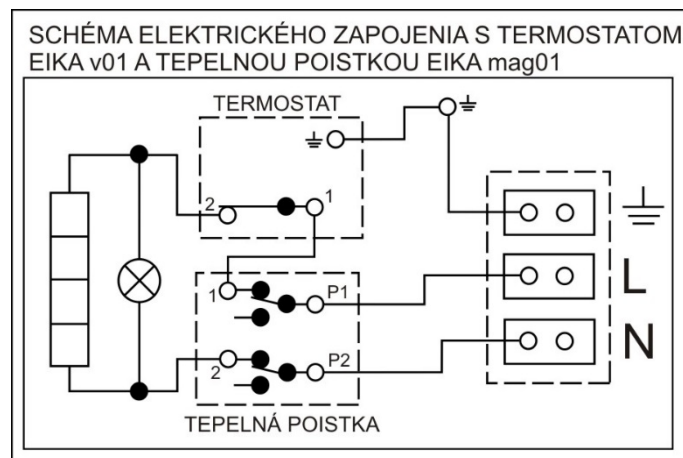 SCHÉMA ELEKTRICKÉHO ZAPOJENIA S TERMOSTATOM
EIKA v01 A TEPELNOU POISTKOU EIKA mag01
TERMOSTAT
2
1
1
P1
L
2
P2
N
TEPELNÁ POISTKA